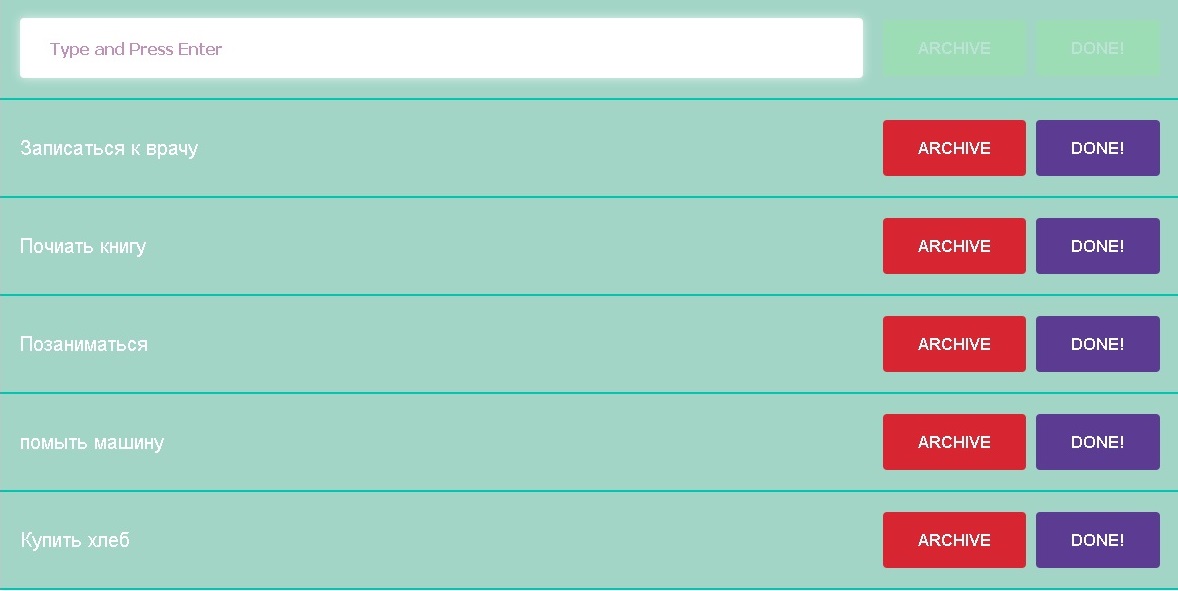 Type and Press Enter ARCHIVE DONE!
Записаться к врачу ARCHIVE DONE!
Почиать книгу ARCHIVE DONE!
Позаниматься ARCHIVE DONE!
помыть машину ARCHIVE DONE!
Купить хлеб ARCHIVE DONE!